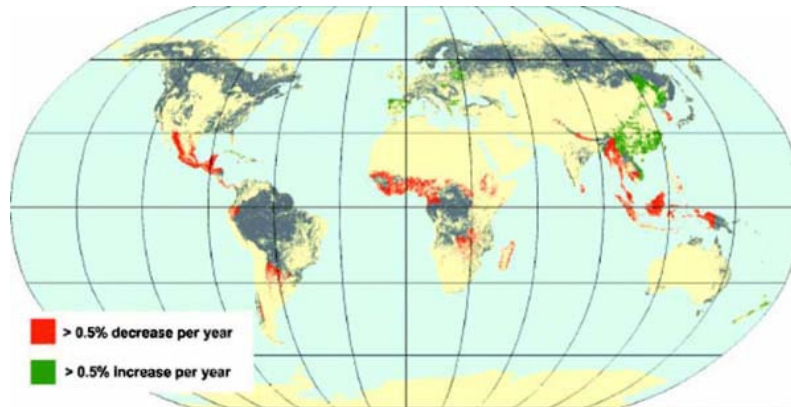 > 0.5% decrease per year
> 0.5% increase per year